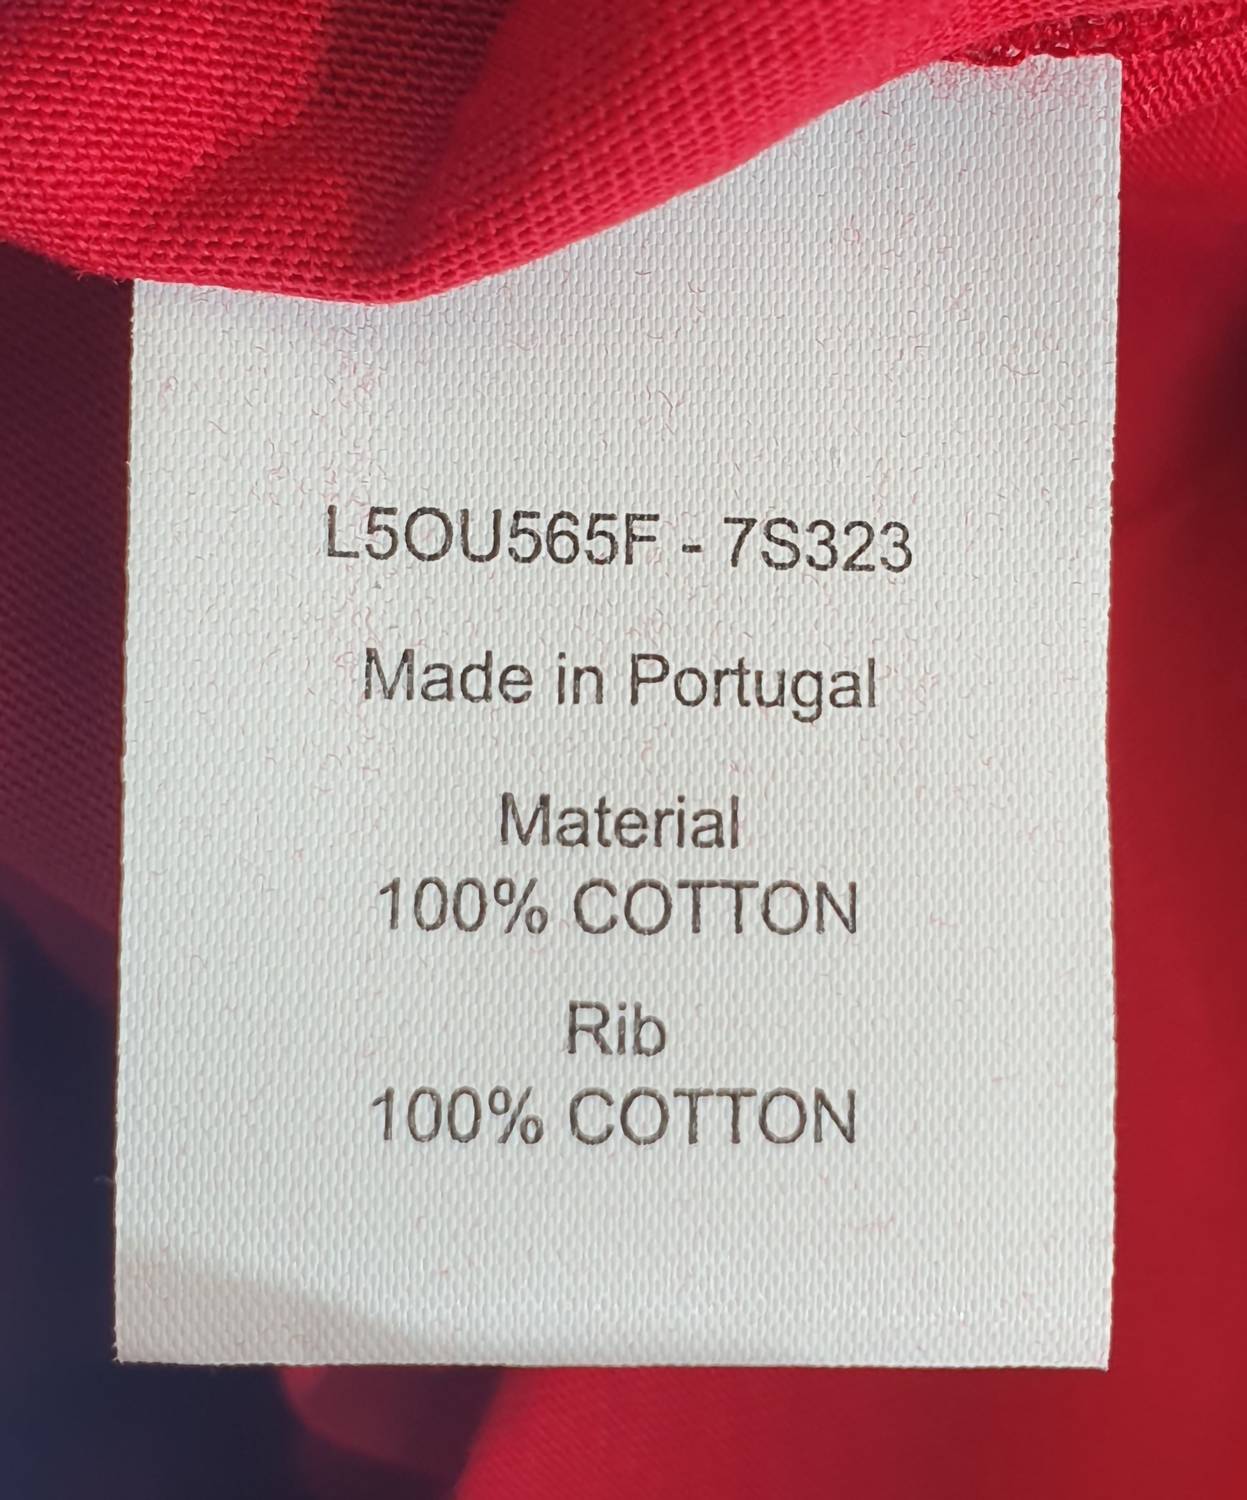 L5OU565F - 7S323
Made in Portugal
Material
100% COTTON
Rib
100% COTTON